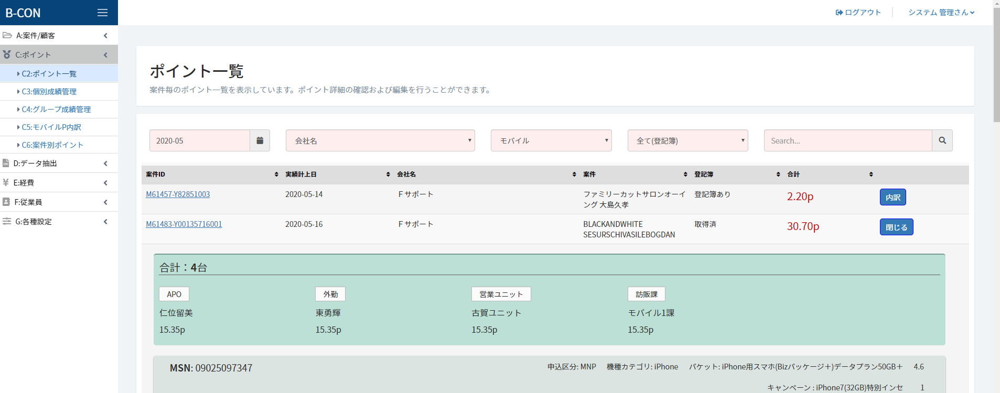 B-CON
ログアウト
システム 管理さん
A:案件/顧客
C:ポイント
C2:ポイント一覧
C3:個別成績管理
C4:グループ成績管理
C5:モバイルP内訳
C6:案件別ポイント
D:データ抽出
E:経費
F:従業員
G:各種設定
ポイント一覧
案件毎のポイント一覧を表示しています。ポイント詳細の確認および編集を行うことができます。
2020-05 会社名 モバイル 全て(登記簿) Search...
案件ID 実績計上日 会社名 案件 登記簿 合計
M61457-Y82851003 2020-05-14 Ｆサポート ファミリーカットサロンオーイ 登記簿あり 2.20p 内訳
ング 大島久孝
M61483-Y00135716001 2020-05-16 Ｆサポート BLACKANDWHITE 取得済 30.70p 閉じる
SESURSCHIVASILEBOGDAN
合計：4台
APO 外勤 営業ユニット 訪販課
仁位留美 東勇輝 古賀ユニット モバイル1課
15.35p 15.35p 15.35p 15.35p
MSN: 09025097347 申込区分: MNP 機種カテゴリ: iPhone パケット: iPhone用スマホ(Bizパッケージ＋)データプラン50GB＋ 4.6
キャンペーン : iPhone7(32GB)特別インセ 1